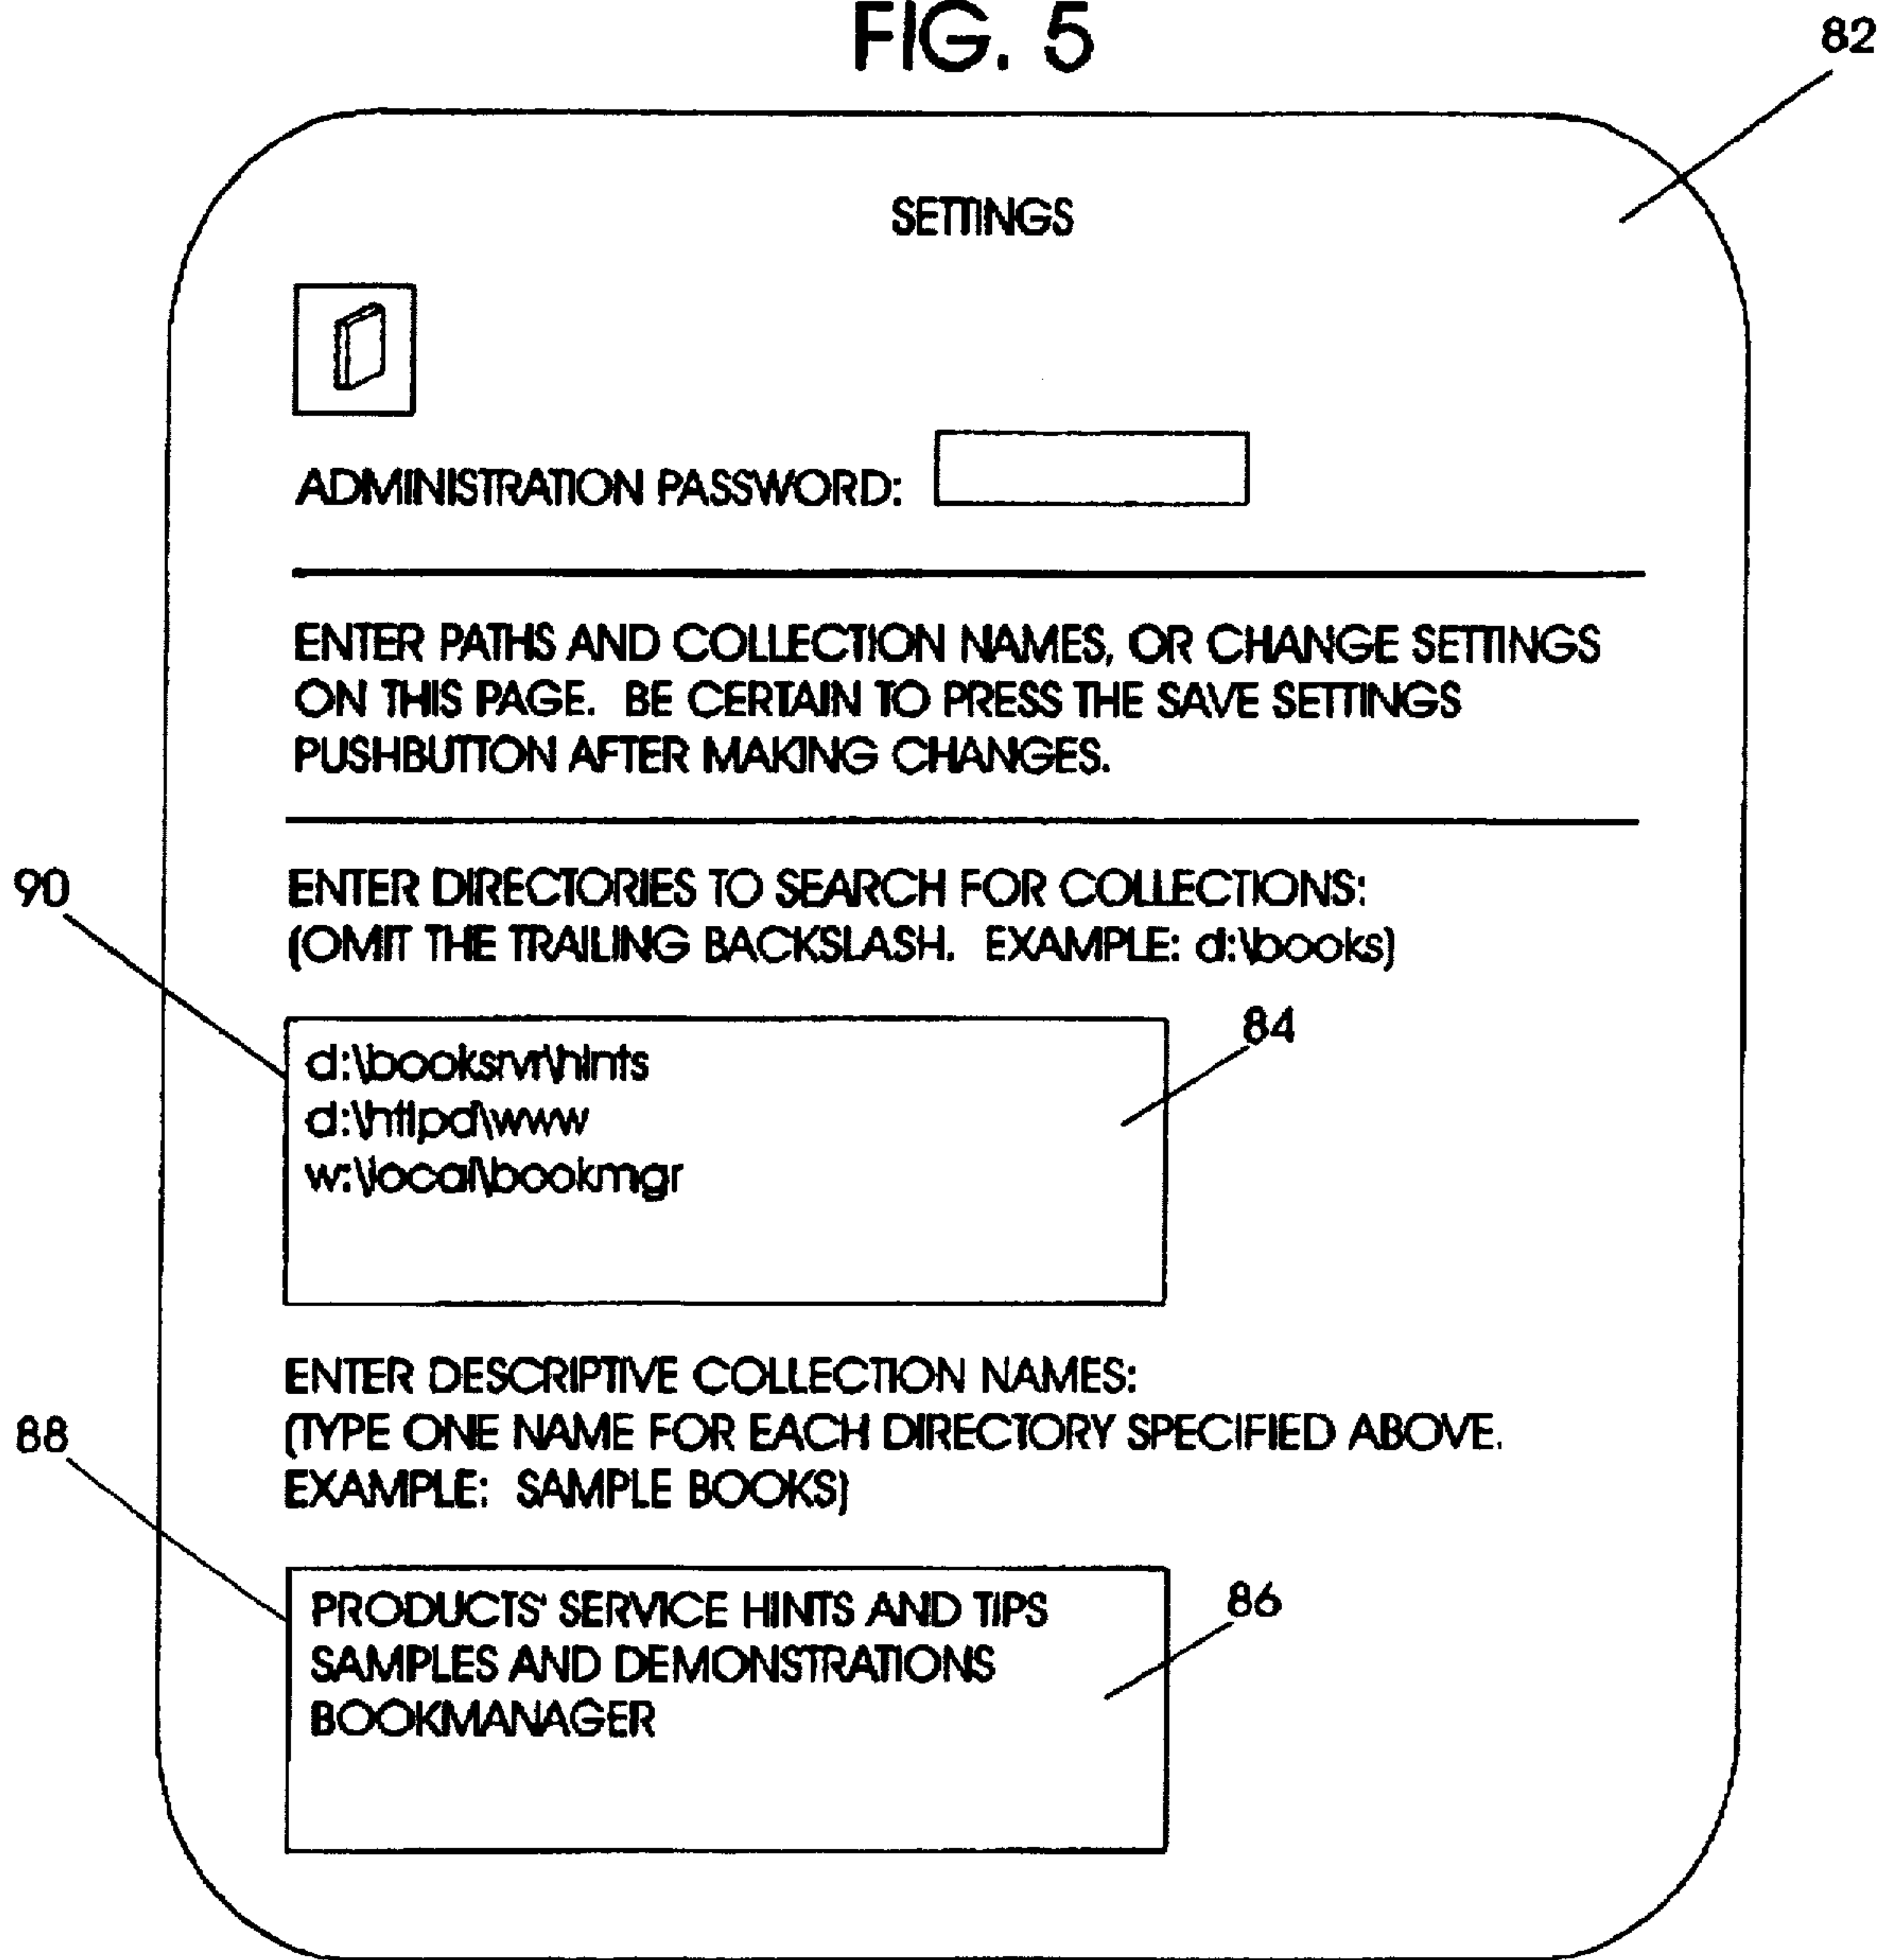 FIG. 5
82
SETTINGS
ADMINISTRATION PASSWORD:
ENTER PATHS AND COLLECTION NAMES, OR CHANGE SETTINGS
ON THIS PAGE. BE CERTAIN TO PRESS THE SAVE SETTINGS
PUSHBUTTON AFTER MAKING CHANGES.
90
ENTER DIRECTORIES TO SEARCH FOR COLLECTIONS:
(OMIT THE TRAILING BACKSLASH. EXAMPLE: d:\books)
84
d:\booksrvr\hints
d:\httpd\www
w:\local\bookmgr
ENTER DESCRIPTIVE COLLECTION NAMES:
88
(TYPE ONE NAME FOR EACH DIRECTORY SPECIFIED ABOVE.
EXAMPLE: SAMPLE BOOKS)
86
PRODUCTS' SERVICE HINTS AND TIPS
SAMPLES AND DEMONSTRATIONS
BOOKMANAGER